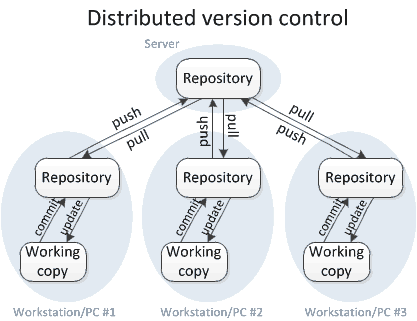 Distributed version control
Server
Repository
push
pull
push
pull
pull
push
Repository
Repository
Repository
commit
update
commit
update
commit
update
Working
copy
Working
copy
Working
copy
Workstation/PC #1
Workstation/PC #2
Workstation/PC #3